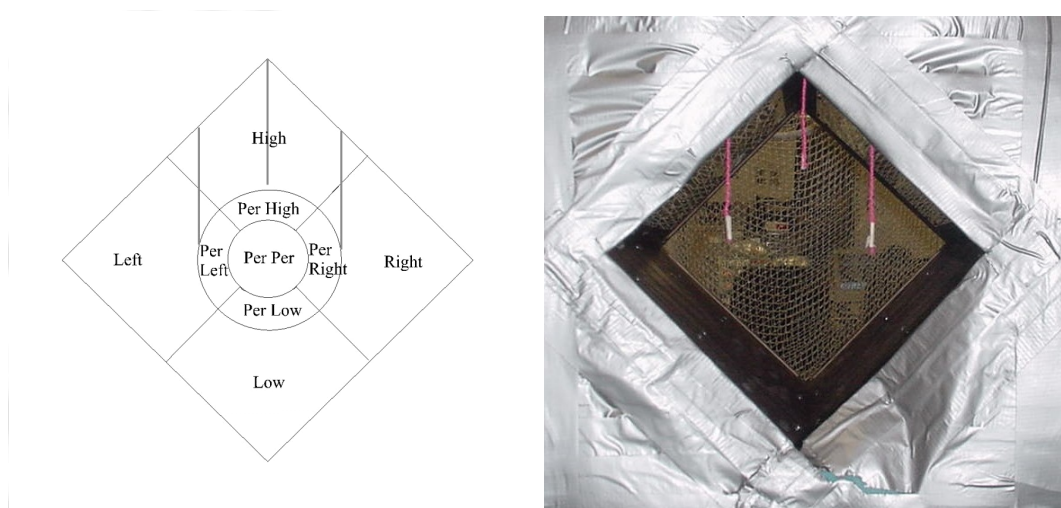 High
Per High
Left
Per
Left
Per Per
Per
Right
Right
Per Low
Low